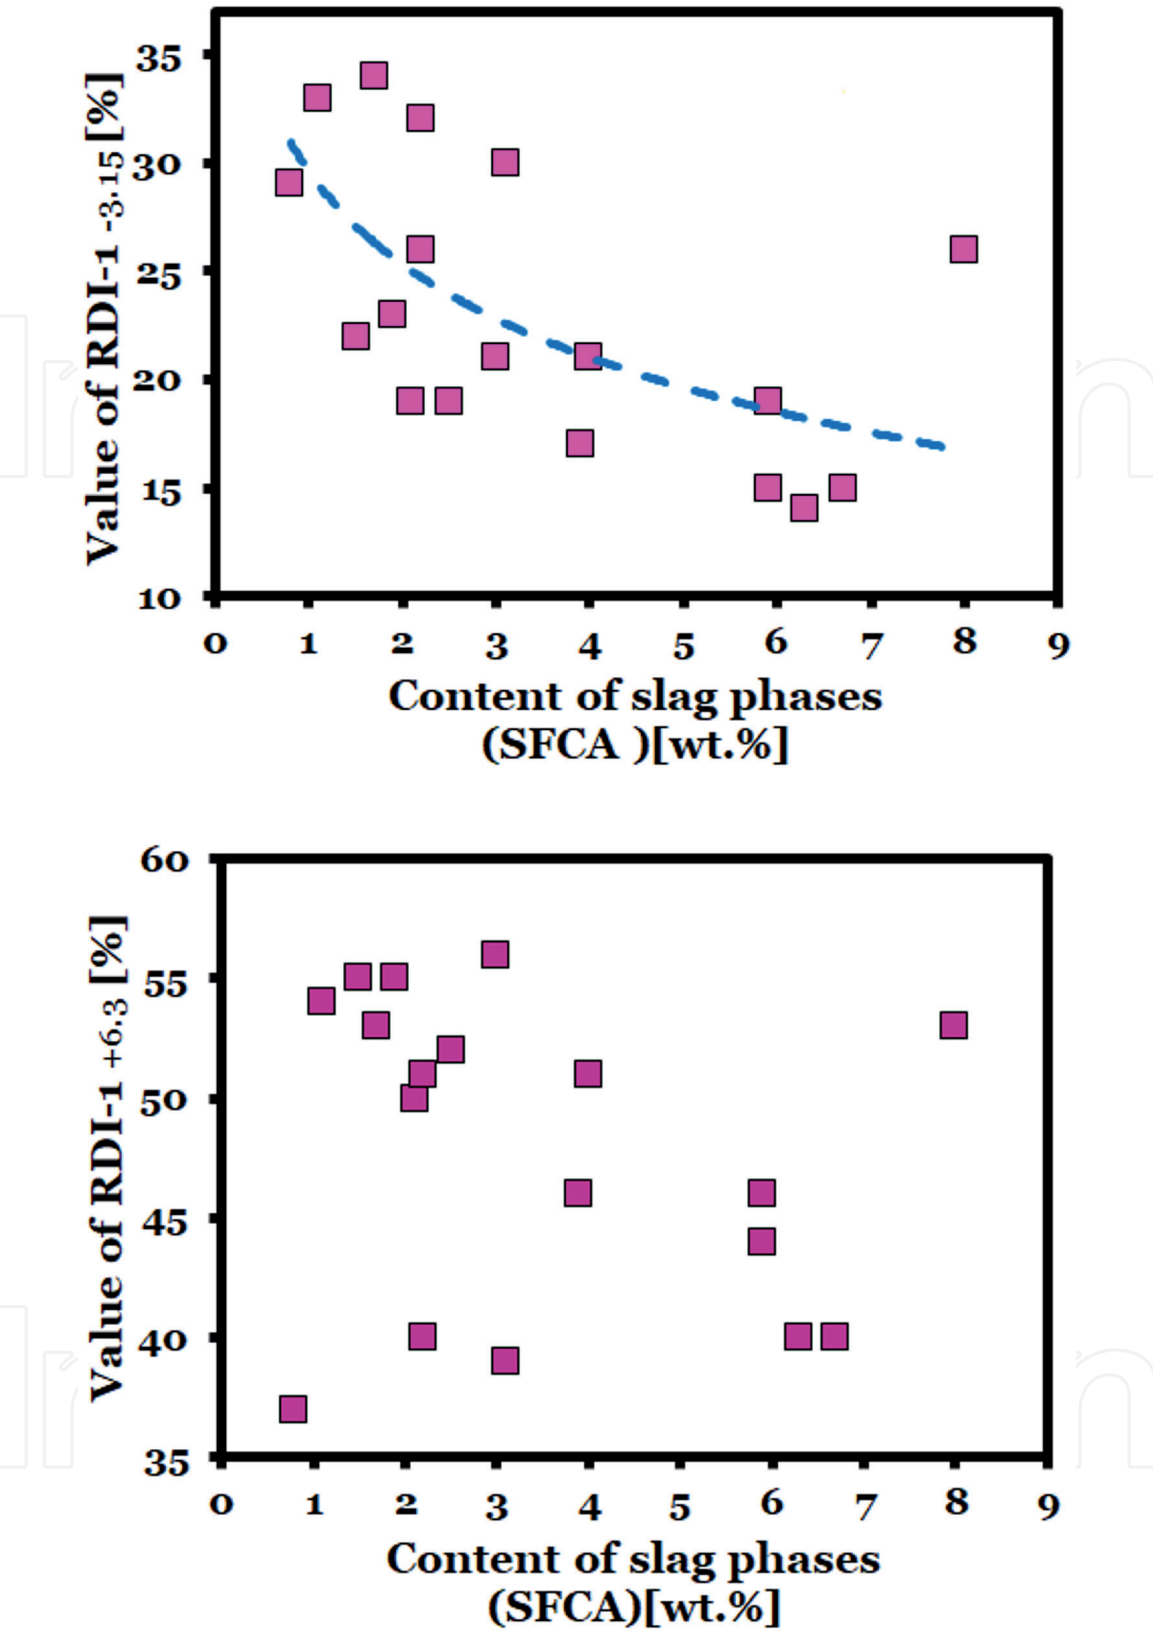 Value of RDI-1 -3.15 [%]
35
30
25
20
15
10
0 1 2 3 4 5 6 7 8 9
Content of slag phases
(SFCA )[wt.%]
Value of RDI-1 +6.3 [%]
60
55
50
45
40
35
0 1 2 3 4 5 6 7 8 9
Content of slag phases
(SFCA)[wt.%]